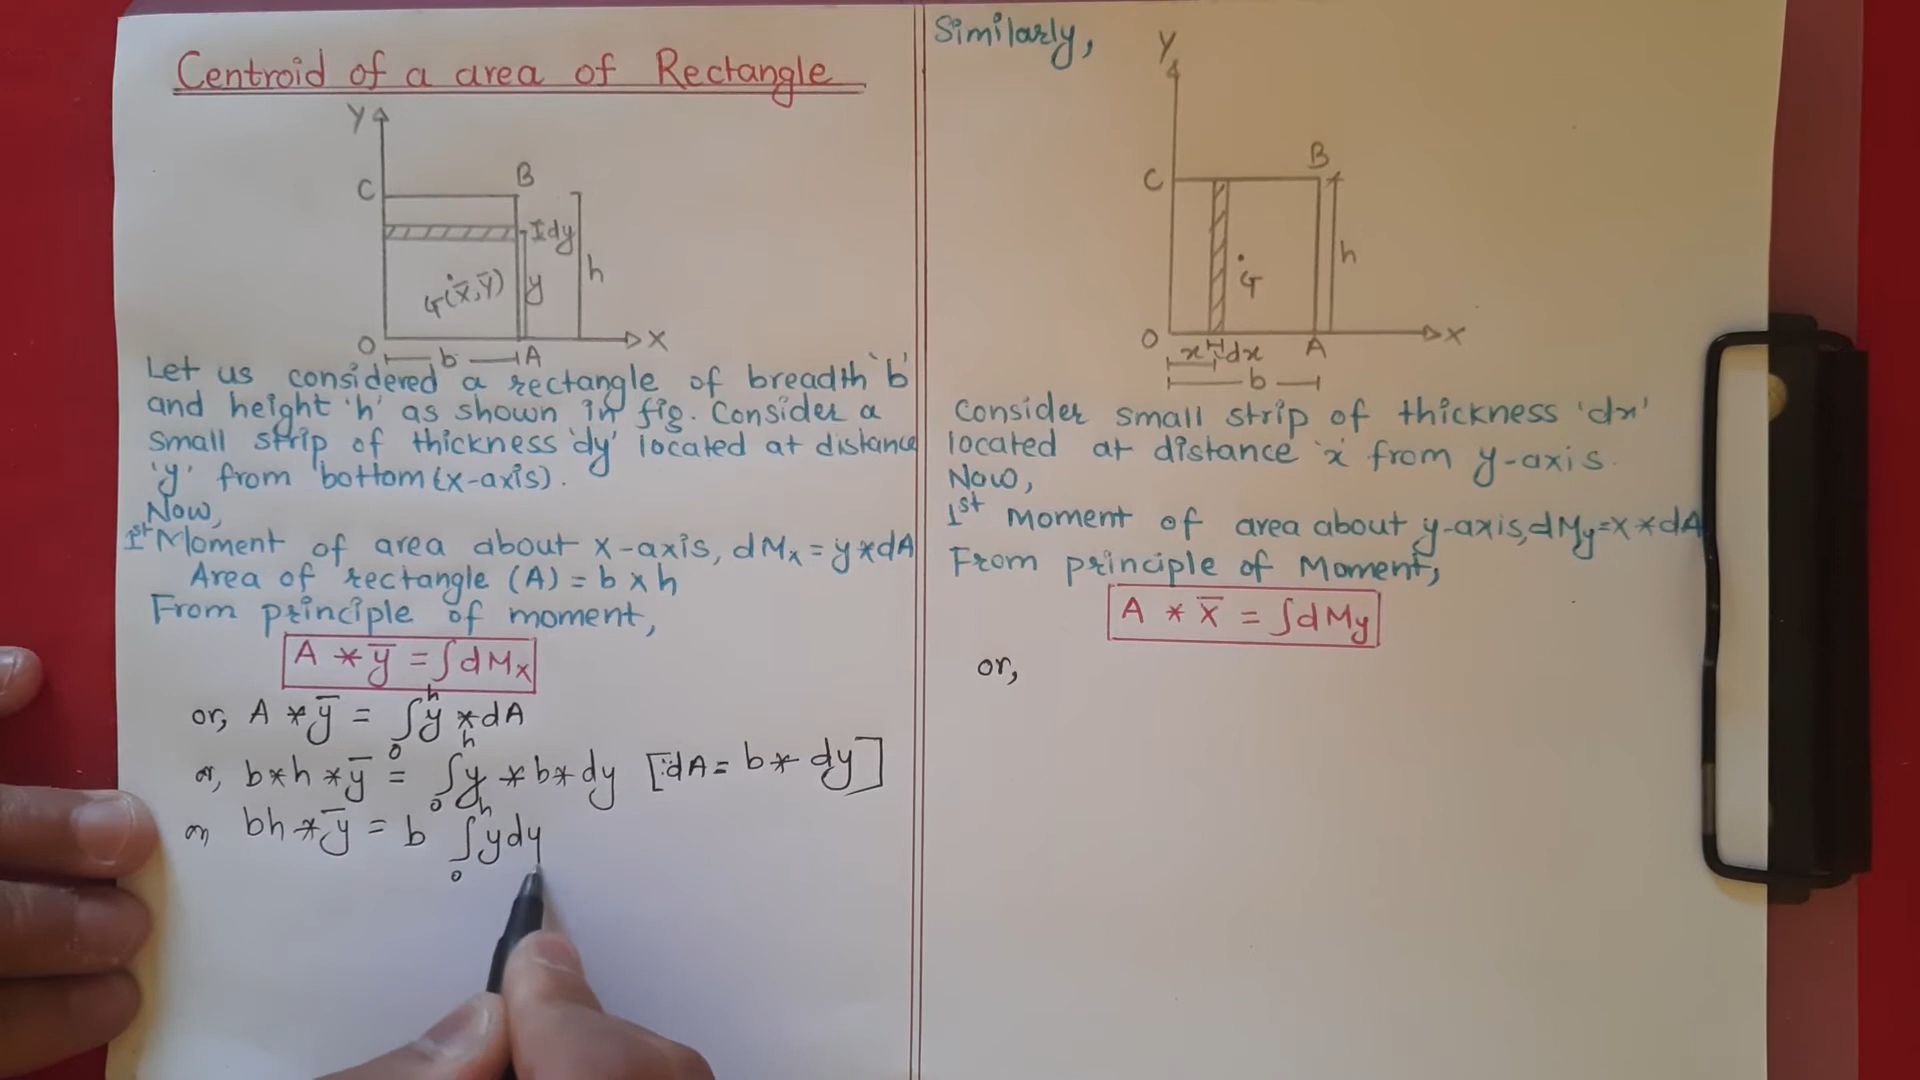 Centroid of a area of Rectangle
Y
C
B
dy
h
G(x̄,ȳ)
y
O
b
A
X
Let us considered a rectangle of breadth 'b'
and height 'h' as shown in fig. Consider a
small strip of thickness 'dy' located at distance
'y' from bottom (x-axis).
Now,
1st Moment of area about x-axis, dMx = y*dA
Area of rectangle (A) = b x h
From principle of moment,
A * ȳ = ∫dMx
or, A * ȳ = ∫₀ʰ y * dA
or, b*h*ȳ = ∫₀ʰ y * b * dy [∵dA = b* dy]
or bh*ȳ = b ∫₀ʰ ydy
Similarly,
Y
C
B
h
G
O
x
dx
A
X
b
Consider small strip of thickness 'dx'
located at distance 'x' from y-axis.
Now,
1st moment of area about y-axis, dMy=x*dA
From principle of Moment,
A * x̄ = ∫dMy
or,